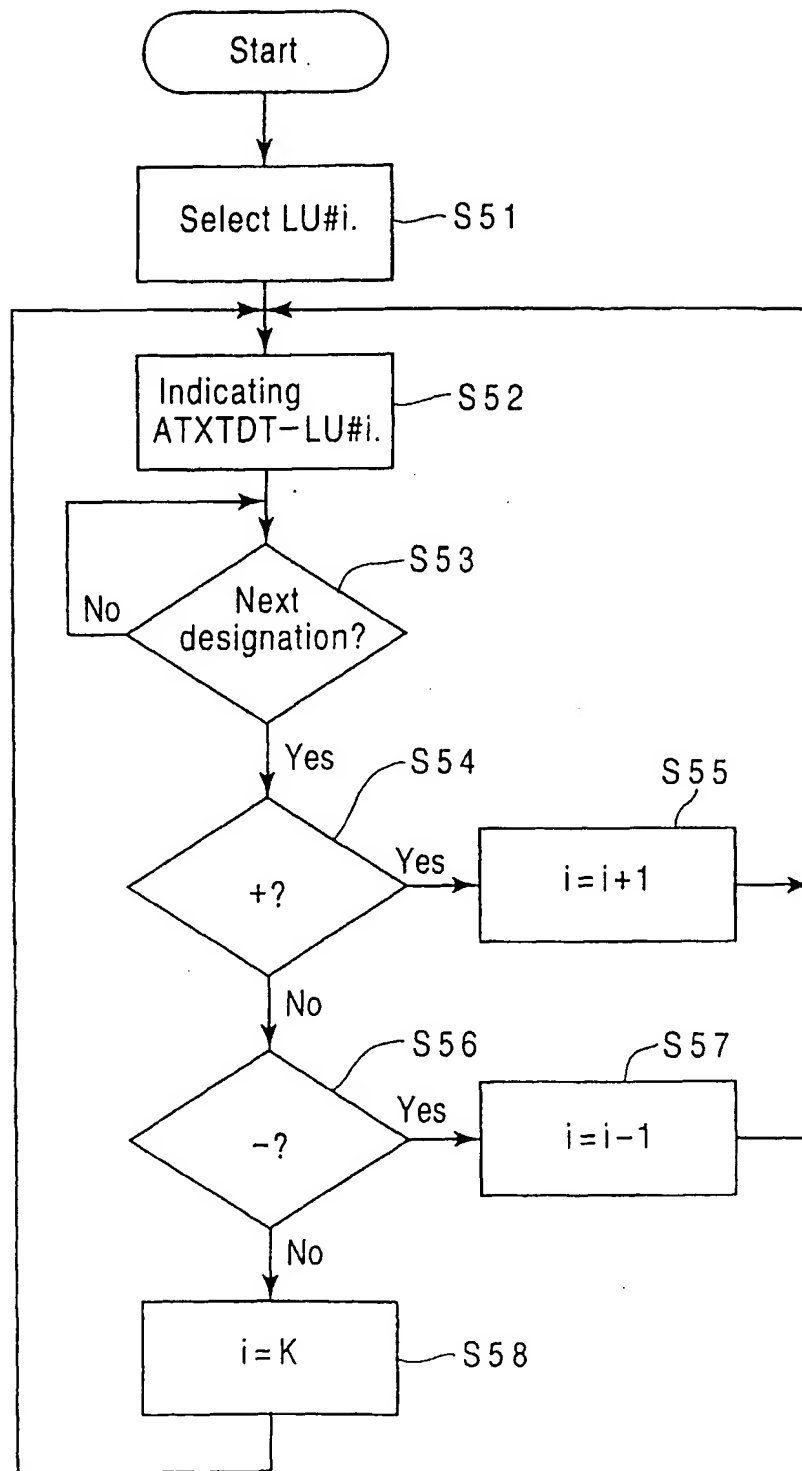 Start
Select LU#i.
S51
Indicating
ATXTDT-LU#i.
S52
S53
Next
designation?
No
Yes
S54
+?
Yes
S55
i=i+1
No
S56
-?
Yes
S57
i=i-1
No
i=K
S58